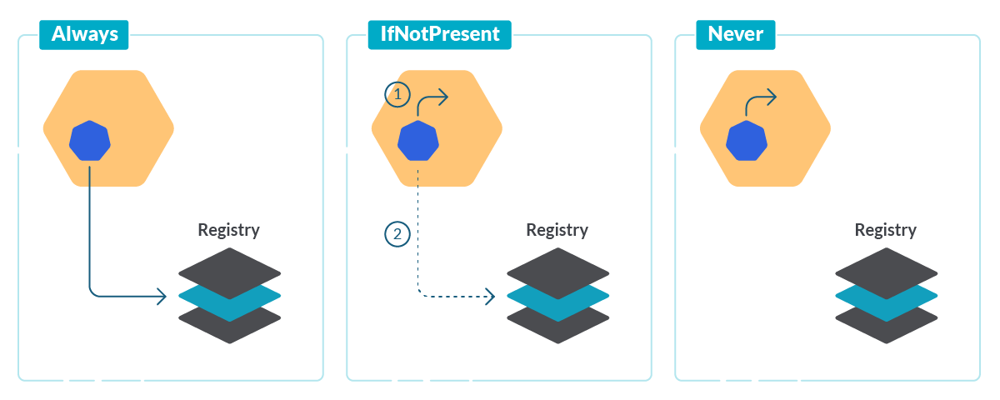 Always
IfNotPresent
Never
1
2
Registry
Registry
Registry